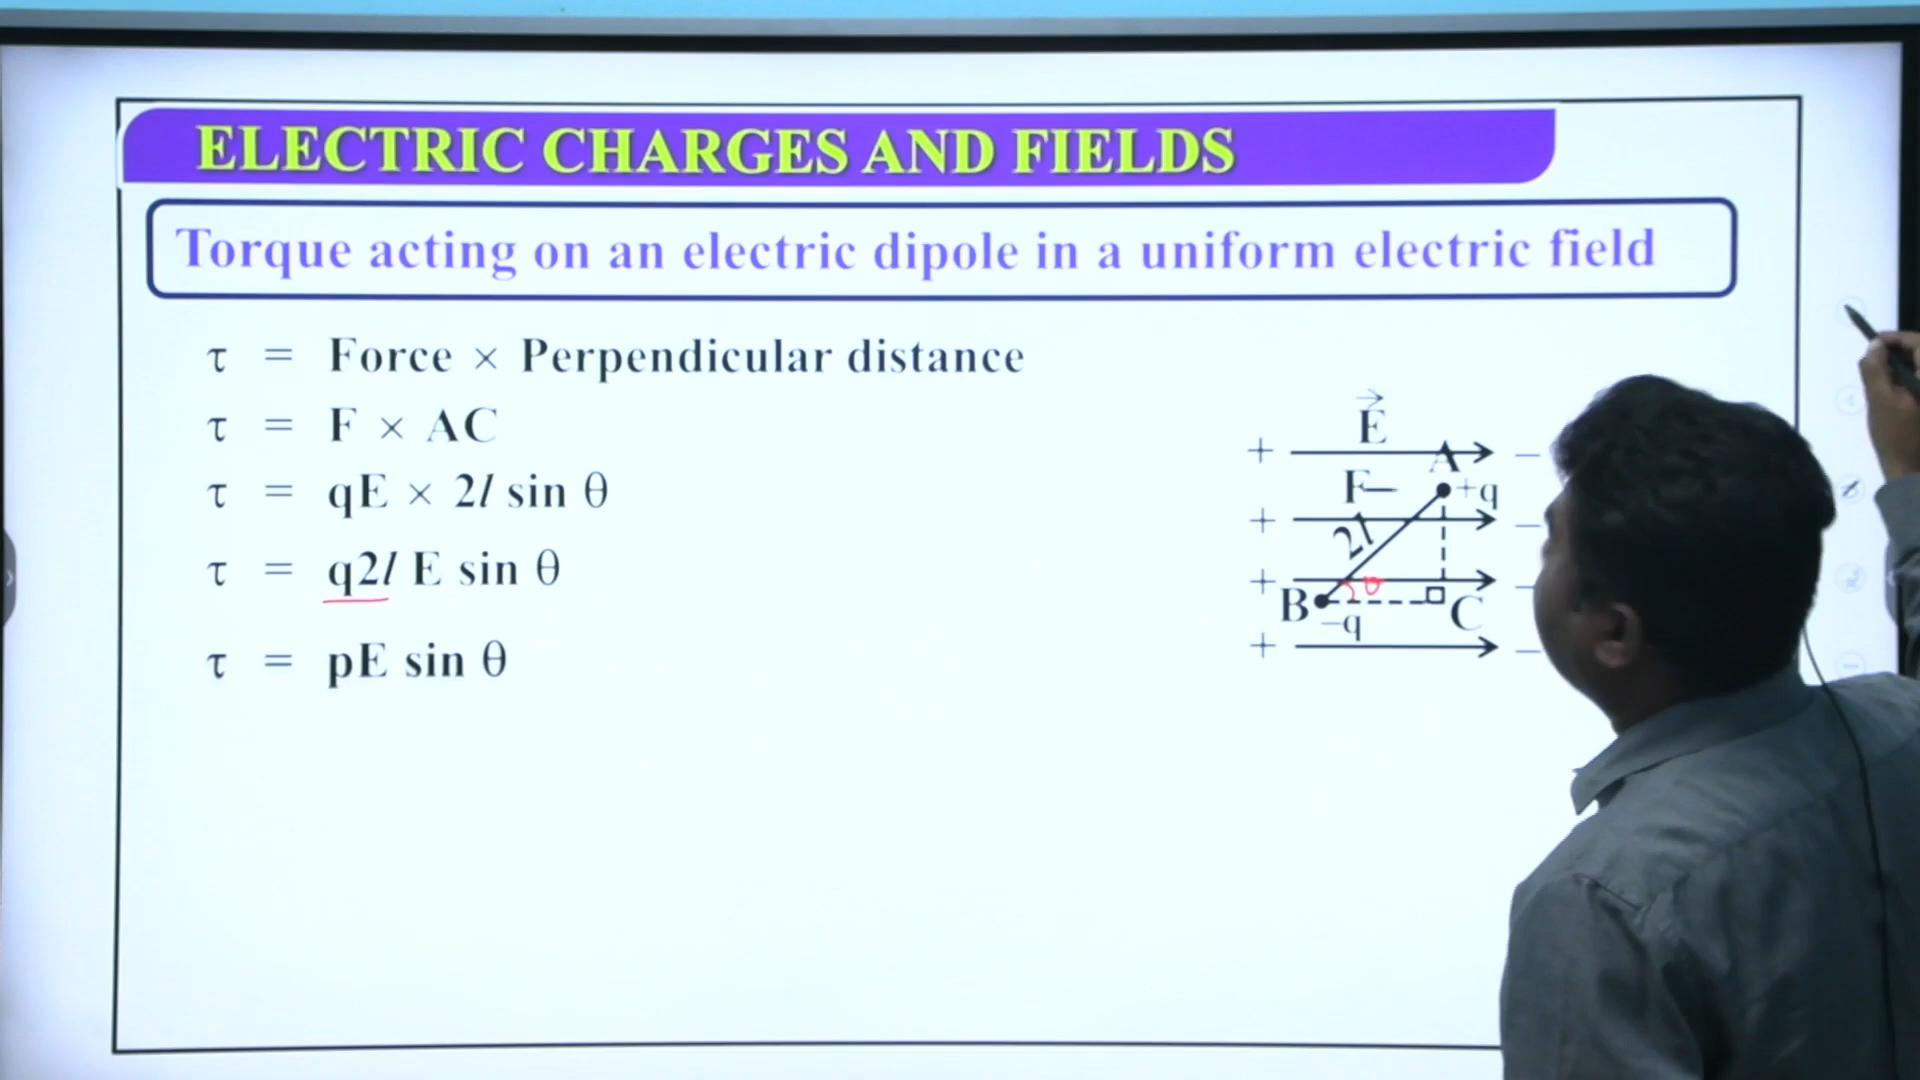 ELECTRIC CHARGES AND FIELDS
Torque acting on an electric dipole in a uniform electric field
τ = Force × Perpendicular distance
τ = F × AC
τ = qE × 2l sin θ
τ = q2l E sin θ
τ = pE sin θ
E
+ A −
F +q
+ 2l −
+ θ −
B C
−q
+ −